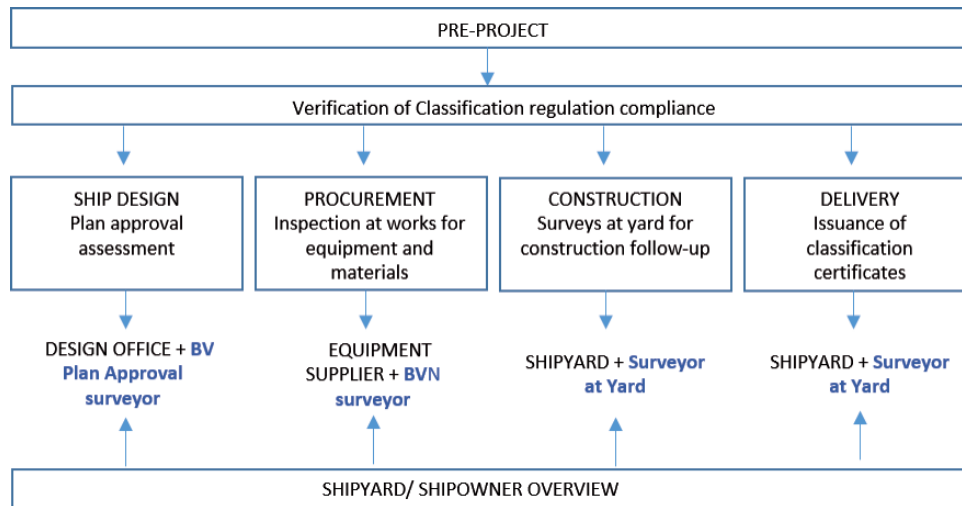 PRE-PROJECT
Verification of Classification regulation compliance
SHIP DESIGN
Plan approval
assessment
PROCUREMENT
Inspection at works for
equipment and
materials
CONSTRUCTION
Surveys at yard for
construction follow-up
DELIVERY
Issuance of
classification
certificates
DESIGN OFFICE + BV
Plan Approval
surveyor
EQUIPMENT
SUPPLIER + BVN
surveyor
SHIPYARD + Surveyor
at Yard
SHIPYARD + Surveyor
at Yard
SHIPYARD/ SHIPOWNER OVERVIEW